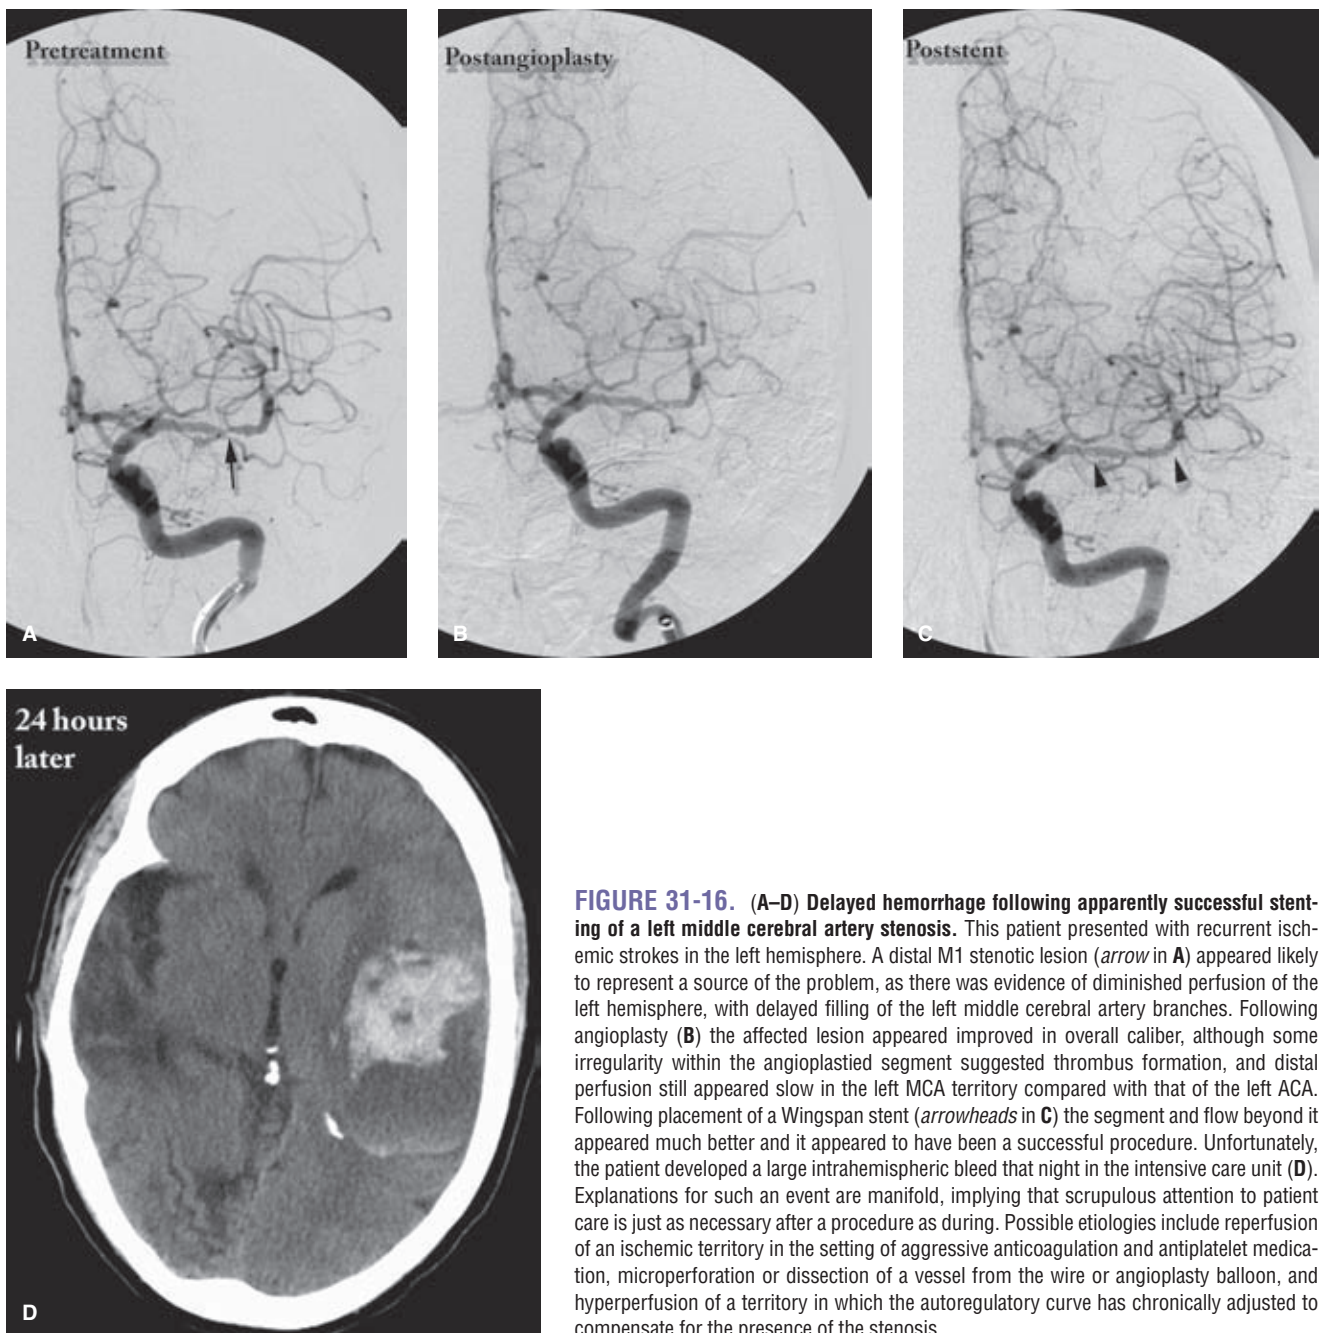 Pretreatment
Postangioplasty
Poststent
A
B
C
24 hours
later
D
FIGURE 31-16. (A–D) Delayed hemorrhage following apparently successful stent-
ing of a left middle cerebral artery stenosis. This patient presented with recurrent isch-
emic strokes in the left hemisphere. A distal M1 stenotic lesion (arrow in A) appeared likely
to represent a source of the problem, as there was evidence of diminished perfusion of the
left hemisphere, with delayed filling of the left middle cerebral artery branches. Following
angioplasty (B) the affected lesion appeared improved in overall caliber, although some
irregularity within the angioplastied segment suggested thrombus formation, and distal
perfusion still appeared slow in the left MCA territory compared with that of the left ACA.
Following placement of a Wingspan stent (arrowheads in C) the segment and flow beyond it
appeared much better and it appeared to have been a successful procedure. Unfortunately,
the patient developed a large intrahemispheric bleed that night in the intensive care unit (D).
Explanations for such an event are manifold, implying that scrupulous attention to patient
care is just as necessary after a procedure as during. Possible etiologies include reperfusion
of an ischemic territory in the setting of aggressive anticoagulation and antiplatelet medica-
tion, microperforation or dissection of a vessel from the wire or angioplasty balloon, and
hyperperfusion of a territory in which the autoregulatory curve has chronically adjusted to
compensate for the presence of the stenosis.